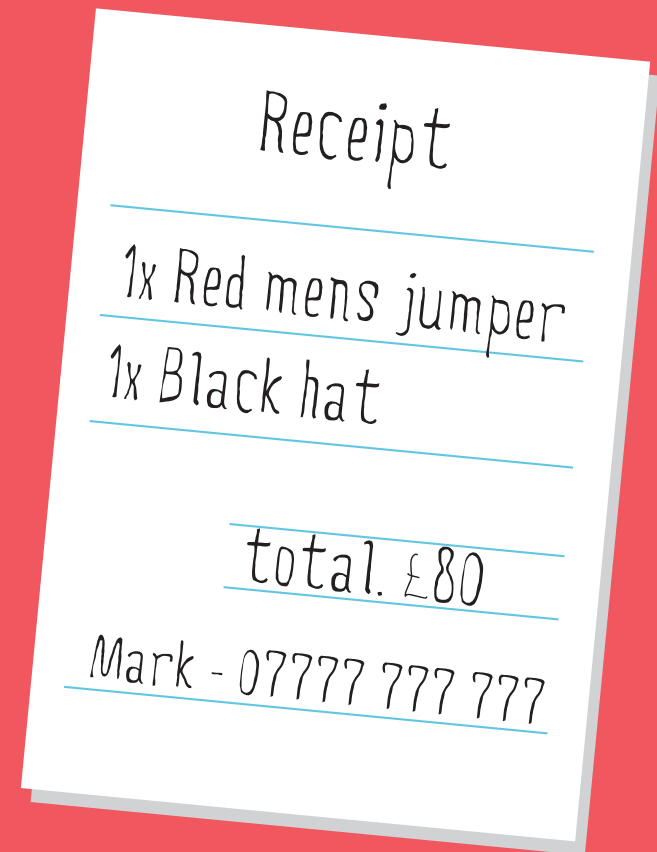 Receipt
1x Red mens jumper
1x Black hat
total. £80
Mark - 07777 777 777